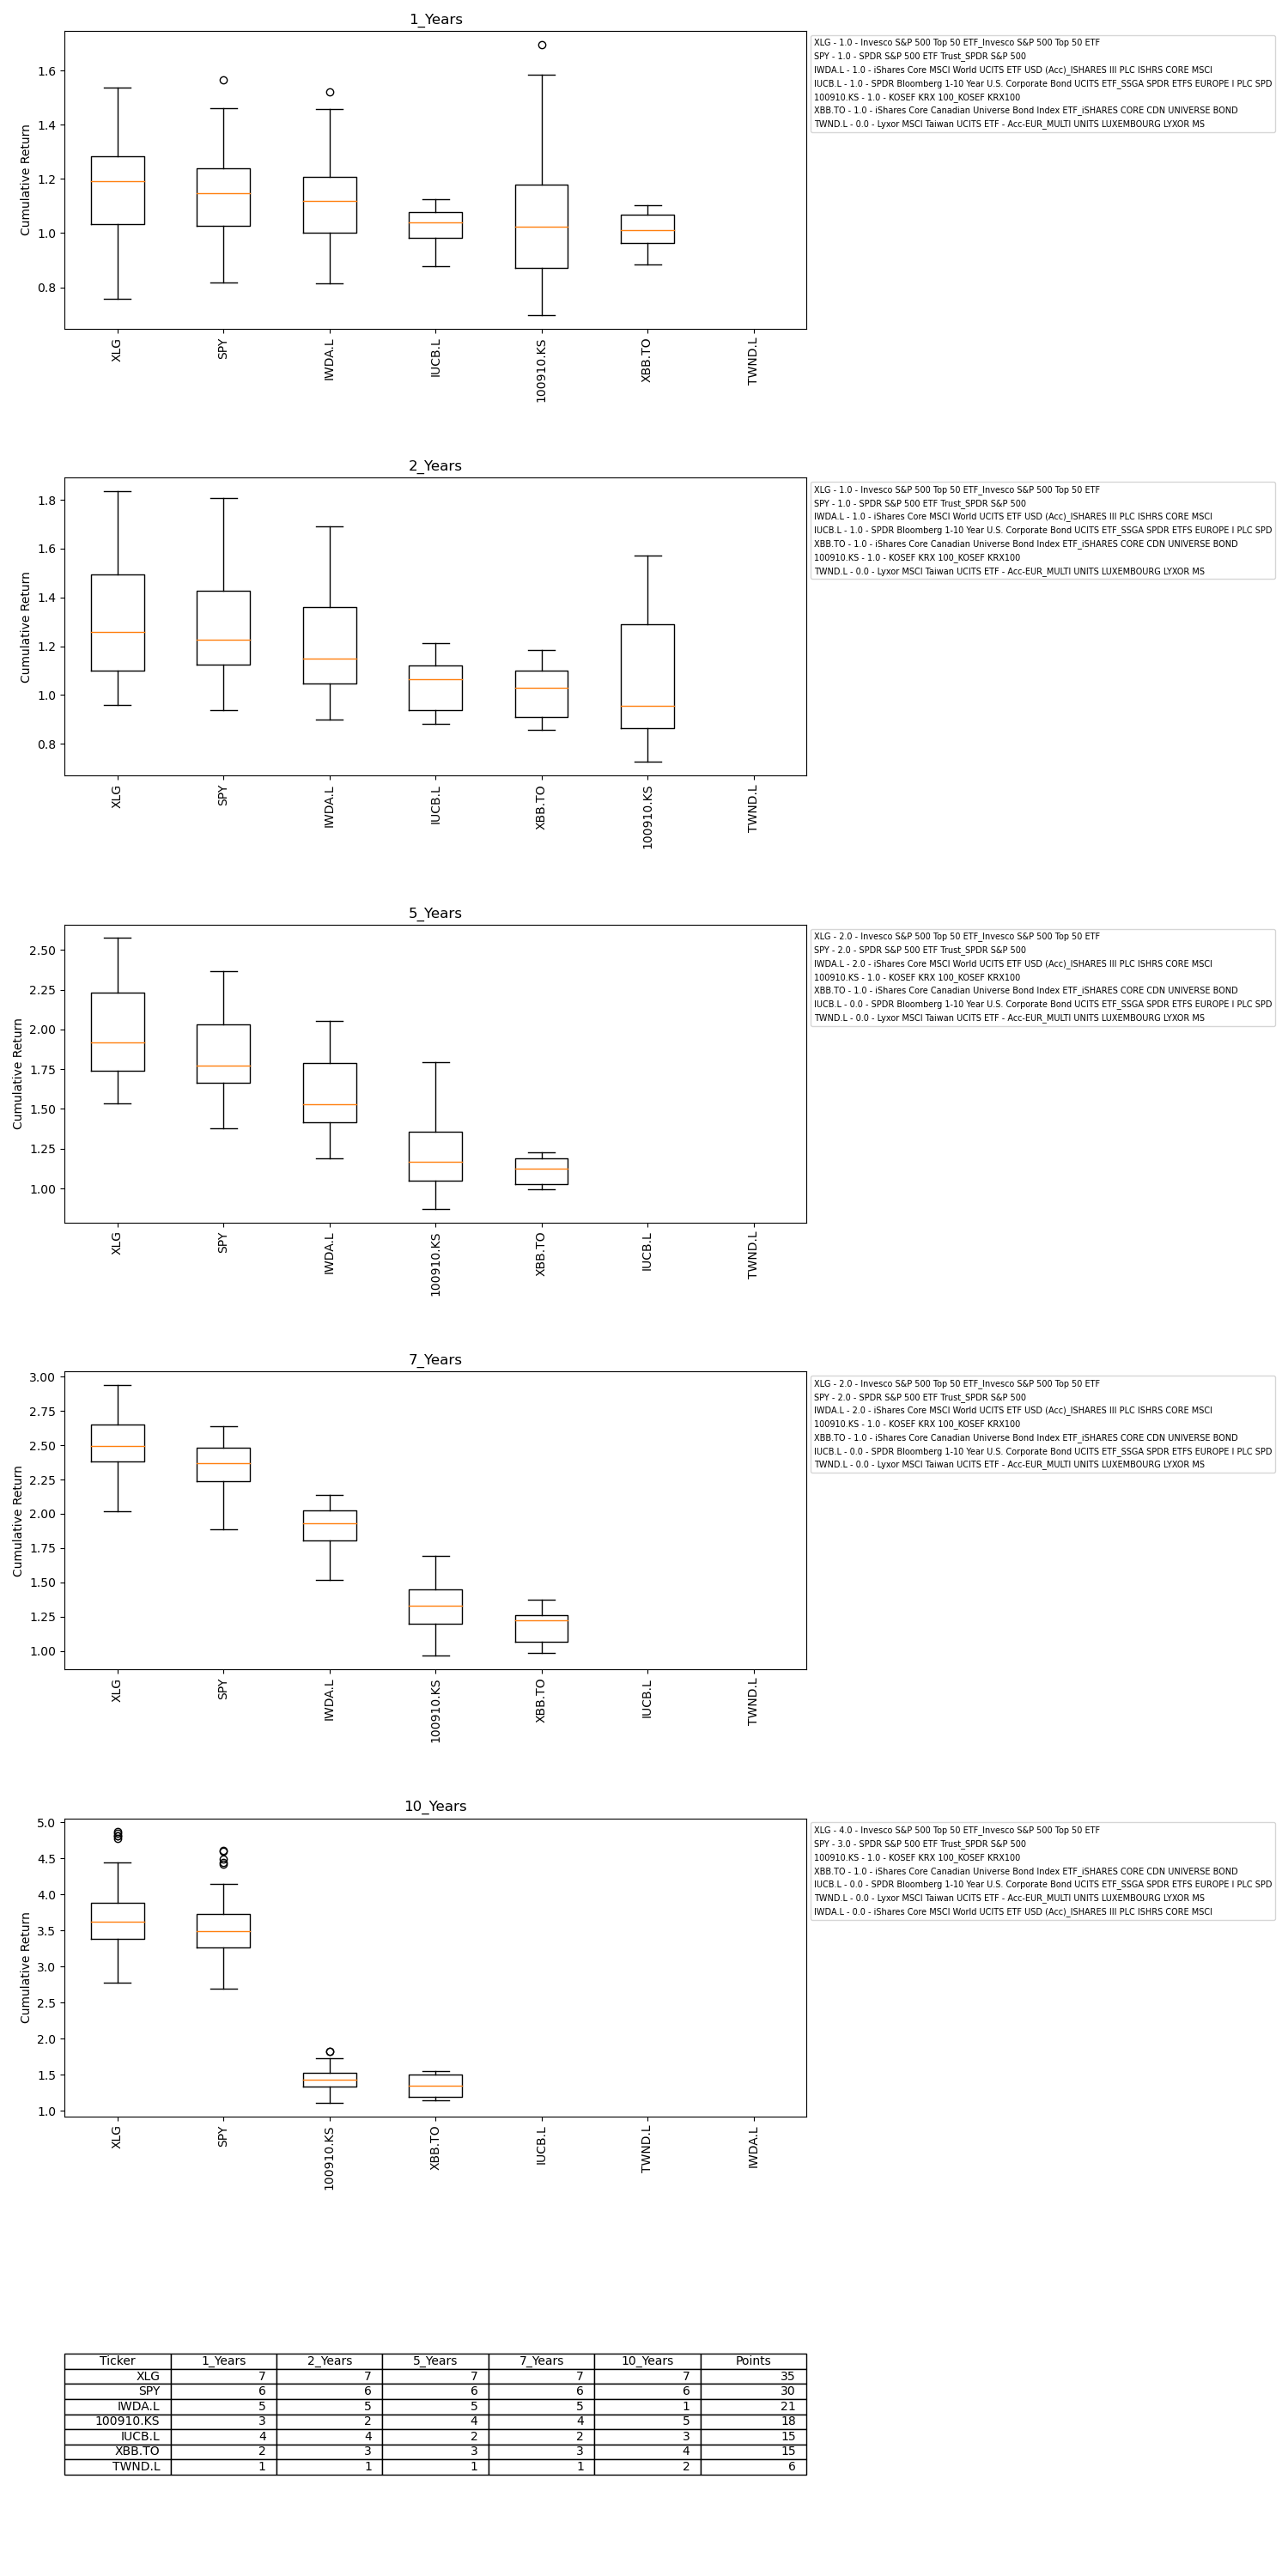 1_Years
Cumulative Return
1.6
1.4
1.2
1.0
0.8
XLG
SPY
IWDA.L
IUCB.L
100910.KS
XBB.TO
TWND.L
XLG - 1.0 - Invesco S&P 500 Top 50 ETF_Invesco S&P 500 Top 50 ETF
SPY - 1.0 - SPDR S&P 500 ETF Trust_SPDR S&P 500
IWDA.L - 1.0 - iShares Core MSCI World UCITS ETF USD (Acc)_ISHARES III PLC ISHRS CORE MSCI
IUCB.L - 1.0 - SPDR Bloomberg 1-10 Year U.S. Corporate Bond UCITS ETF_SSGA SPDR ETFS EUROPE I PLC SPD
100910.KS - 1.0 - KOSEF KRX 100_KOSEF KRX100
XBB.TO - 1.0 - iShares Core Canadian Universe Bond Index ETF_iSHARES CORE CDN UNIVERSE BOND
TWND.L - 0.0 - Lyxor MSCI Taiwan UCITS ETF - Acc-EUR_MULTI UNITS LUXEMBOURG LYXOR MS
2_Years
Cumulative Return
1.8
1.6
1.4
1.2
1.0
0.8
XLG
SPY
IWDA.L
IUCB.L
XBB.TO
100910.KS
TWND.L
XLG - 1.0 - Invesco S&P 500 Top 50 ETF_Invesco S&P 500 Top 50 ETF
SPY - 1.0 - SPDR S&P 500 ETF Trust_SPDR S&P 500
IWDA.L - 1.0 - iShares Core MSCI World UCITS ETF USD (Acc)_ISHARES III PLC ISHRS CORE MSCI
IUCB.L - 1.0 - SPDR Bloomberg 1-10 Year U.S. Corporate Bond UCITS ETF_SSGA SPDR ETFS EUROPE I PLC SPD
XBB.TO - 1.0 - iShares Core Canadian Universe Bond Index ETF_iSHARES CORE CDN UNIVERSE BOND
100910.KS - 1.0 - KOSEF KRX 100_KOSEF KRX100
TWND.L - 0.0 - Lyxor MSCI Taiwan UCITS ETF - Acc-EUR_MULTI UNITS LUXEMBOURG LYXOR MS
5_Years
Cumulative Return
2.50
2.25
2.00
1.75
1.50
1.25
1.00
XLG
SPY
IWDA.L
100910.KS
XBB.TO
IUCB.L
TWND.L
XLG - 2.0 - Invesco S&P 500 Top 50 ETF_Invesco S&P 500 Top 50 ETF
SPY - 2.0 - SPDR S&P 500 ETF Trust_SPDR S&P 500
IWDA.L - 2.0 - iShares Core MSCI World UCITS ETF USD (Acc)_ISHARES III PLC ISHRS CORE MSCI
100910.KS - 1.0 - KOSEF KRX 100_KOSEF KRX100
XBB.TO - 1.0 - iShares Core Canadian Universe Bond Index ETF_iSHARES CORE CDN UNIVERSE BOND
IUCB.L - 0.0 - SPDR Bloomberg 1-10 Year U.S. Corporate Bond UCITS ETF_SSGA SPDR ETFS EUROPE I PLC SPD
TWND.L - 0.0 - Lyxor MSCI Taiwan UCITS ETF - Acc-EUR_MULTI UNITS LUXEMBOURG LYXOR MS
7_Years
Cumulative Return
3.00
2.75
2.50
2.25
2.00
1.75
1.50
1.25
1.00
XLG
SPY
IWDA.L
100910.KS
XBB.TO
IUCB.L
TWND.L
XLG - 2.0 - Invesco S&P 500 Top 50 ETF_Invesco S&P 500 Top 50 ETF
SPY - 2.0 - SPDR S&P 500 ETF Trust_SPDR S&P 500
IWDA.L - 2.0 - iShares Core MSCI World UCITS ETF USD (Acc)_ISHARES III PLC ISHRS CORE MSCI
100910.KS - 1.0 - KOSEF KRX 100_KOSEF KRX100
XBB.TO - 1.0 - iShares Core Canadian Universe Bond Index ETF_iSHARES CORE CDN UNIVERSE BOND
IUCB.L - 0.0 - SPDR Bloomberg 1-10 Year U.S. Corporate Bond UCITS ETF_SSGA SPDR ETFS EUROPE I PLC SPD
TWND.L - 0.0 - Lyxor MSCI Taiwan UCITS ETF - Acc-EUR_MULTI UNITS LUXEMBOURG LYXOR MS
10_Years
Cumulative Return
5.0
4.5
4.0
3.5
3.0
2.5
2.0
1.5
1.0
XLG
SPY
100910.KS
XBB.TO
IUCB.L
TWND.L
IWDA.L
XLG - 4.0 - Invesco S&P 500 Top 50 ETF_Invesco S&P 500 Top 50 ETF
SPY - 3.0 - SPDR S&P 500 ETF Trust_SPDR S&P 500
100910.KS - 1.0 - KOSEF KRX 100_KOSEF KRX100
XBB.TO - 1.0 - iShares Core Canadian Universe Bond Index ETF_iSHARES CORE CDN UNIVERSE BOND
IUCB.L - 0.0 - SPDR Bloomberg 1-10 Year U.S. Corporate Bond UCITS ETF_SSGA SPDR ETFS EUROPE I PLC SPD
TWND.L - 0.0 - Lyxor MSCI Taiwan UCITS ETF - Acc-EUR_MULTI UNITS LUXEMBOURG LYXOR MS
IWDA.L - 0.0 - iShares Core MSCI World UCITS ETF USD (Acc)_ISHARES III PLC ISHRS CORE MSCI
Ticker 1_Years 2_Years 5_Years 7_Years 10_Years Points
XLG 7 7 7 7 7 35
SPY 6 6 6 6 6 30
IWDA.L 5 5 5 5 1 21
100910.KS 3 2 4 4 5 18
IUCB.L 4 4 2 2 3 15
XBB.TO 2 3 3 3 4 15
TWND.L 1 1 1 1 2 6